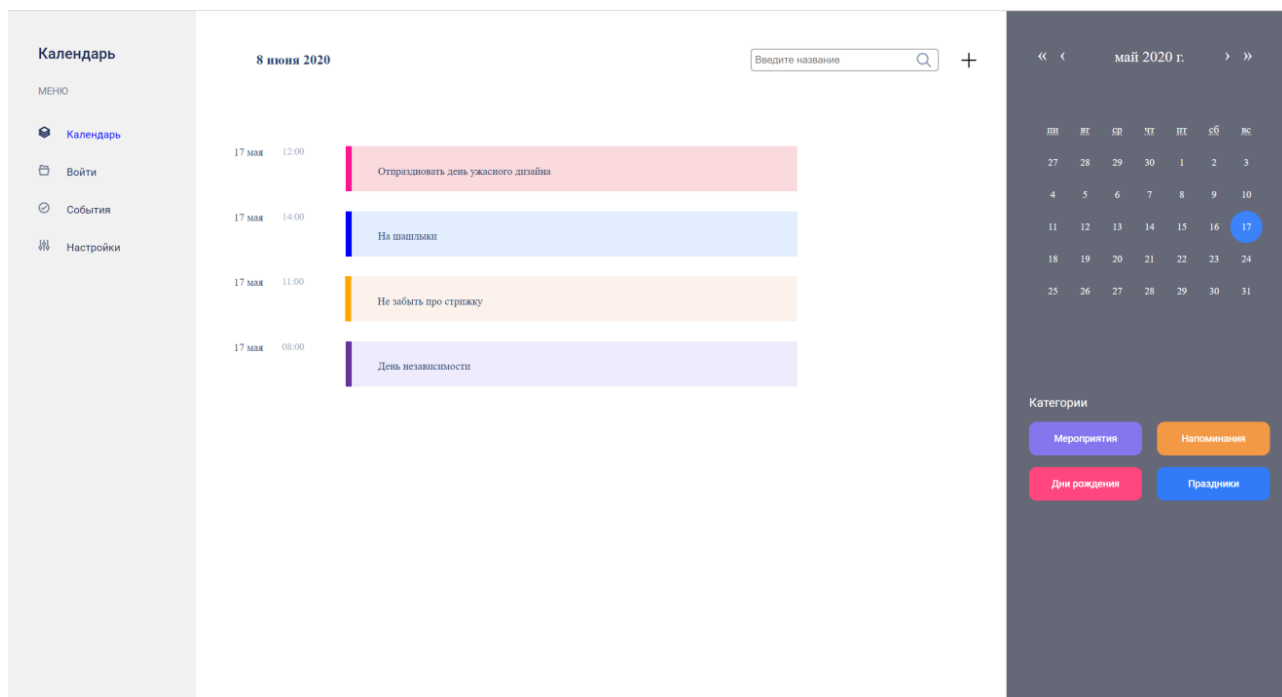 Календарь
МЕНЮ
Календарь
Войти
События
Настройки
8 июня 2020
Введите название
17 мая 12:00
Отпраздновать день ужасного дизайна
17 мая 14:00
На шашлыки
17 мая 11:00
Не забыть про стрижку
17 мая 08:00
День независимости
« ‹ май 2020 г. › »
пн вт ср чт пт сб вс
27 28 29 30 1 2 3
4 5 6 7 8 9 10
11 12 13 14 15 16 17
18 19 20 21 22 23 24
25 26 27 28 29 30 31
Категории
Мероприятия Напоминания
Дни рождения Праздники